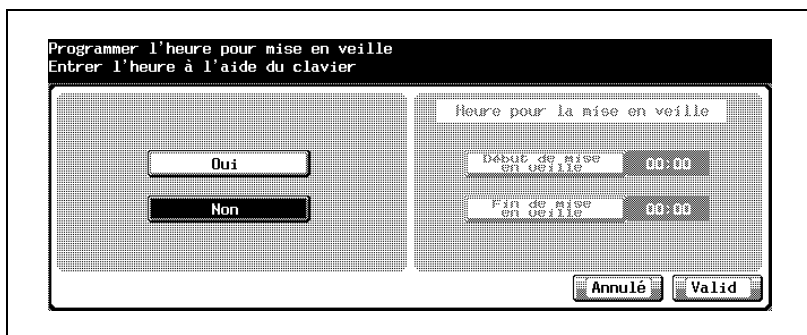 Programmer l'heure pour mise en veille
Entrer l'heure à l'aide du clavier
Heure pour la mise en veille
Oui
Début de mise
en veille
00:00
Non
Fin de mise
en veille
00:00
Annulé
Valid